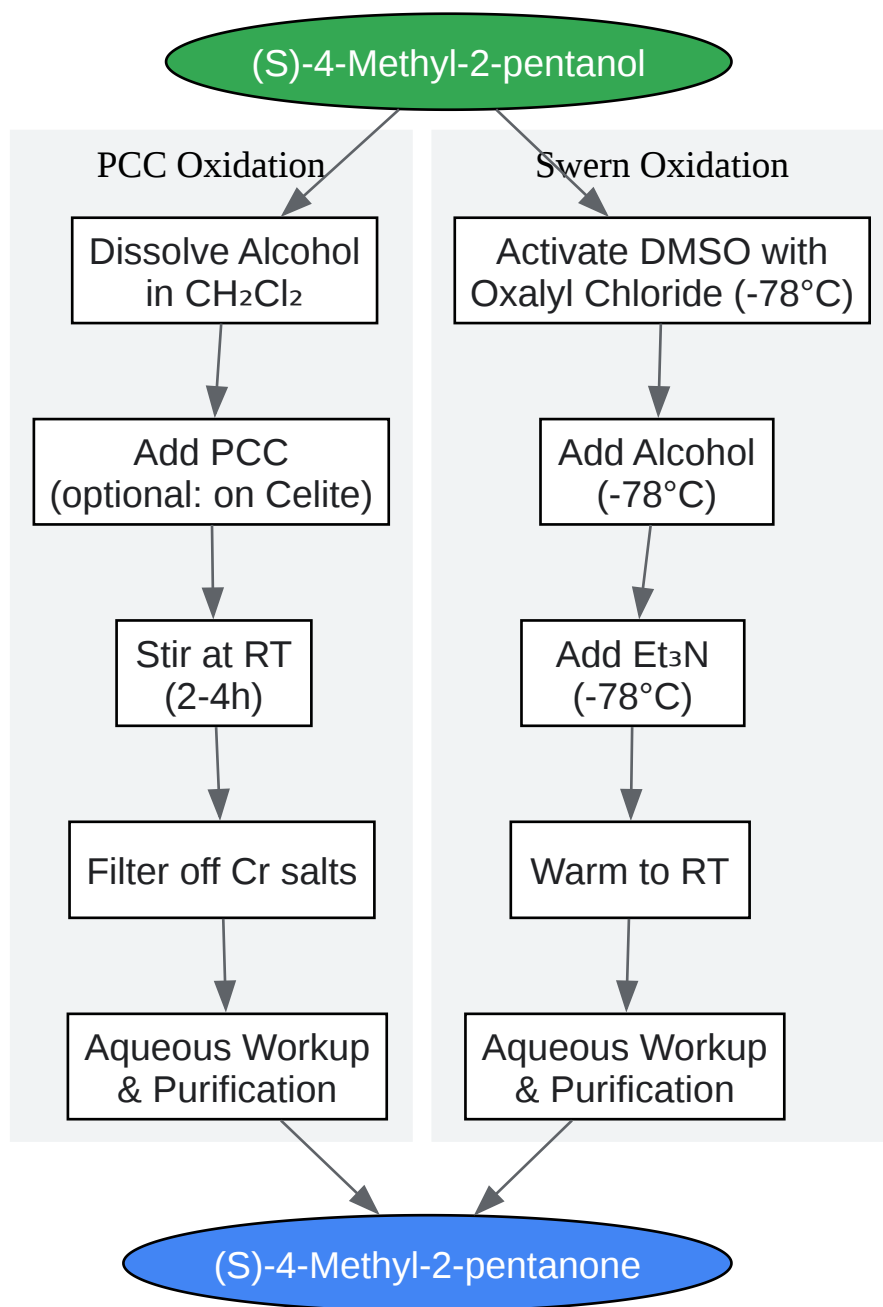 (S)-4-Methyl-2-pentanol
PCC Oxidation
Dissolve Alcohol
in CH₂Cl₂
Add PCC
(optional: on Celite)
Stir at RT
(2-4h)
Filter off Cr salts
Aqueous Workup
& Purification
Swern Oxidation
Activate DMSO with
Oxalyl Chloride (-78°C)
Add Alcohol
(-78°C)
Add Et₃N
(-78°C)
Warm to RT
Aqueous Workup
& Purification
(S)-4-Methyl-2-pentanone